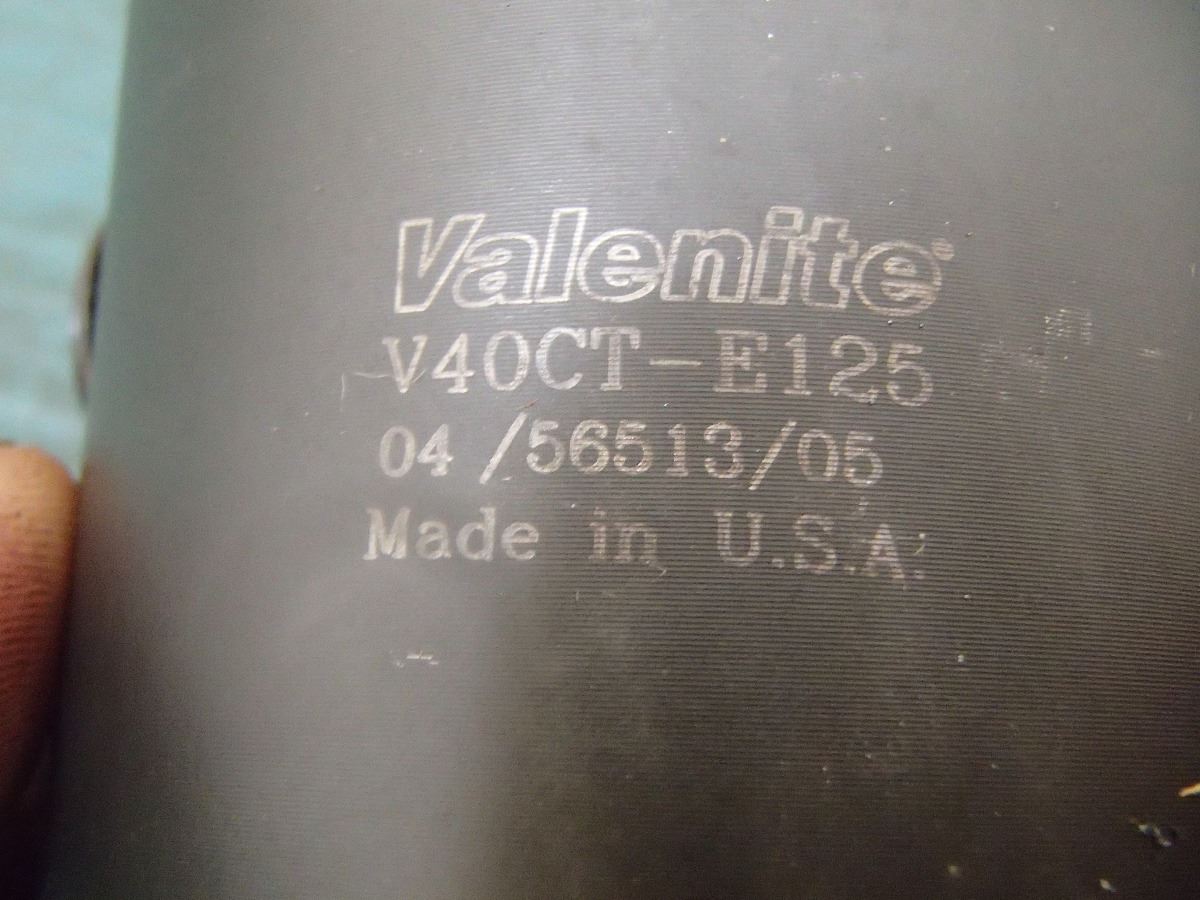 Valenite®
V40CT-E125
04 /56513/05
Made in U.S.A.